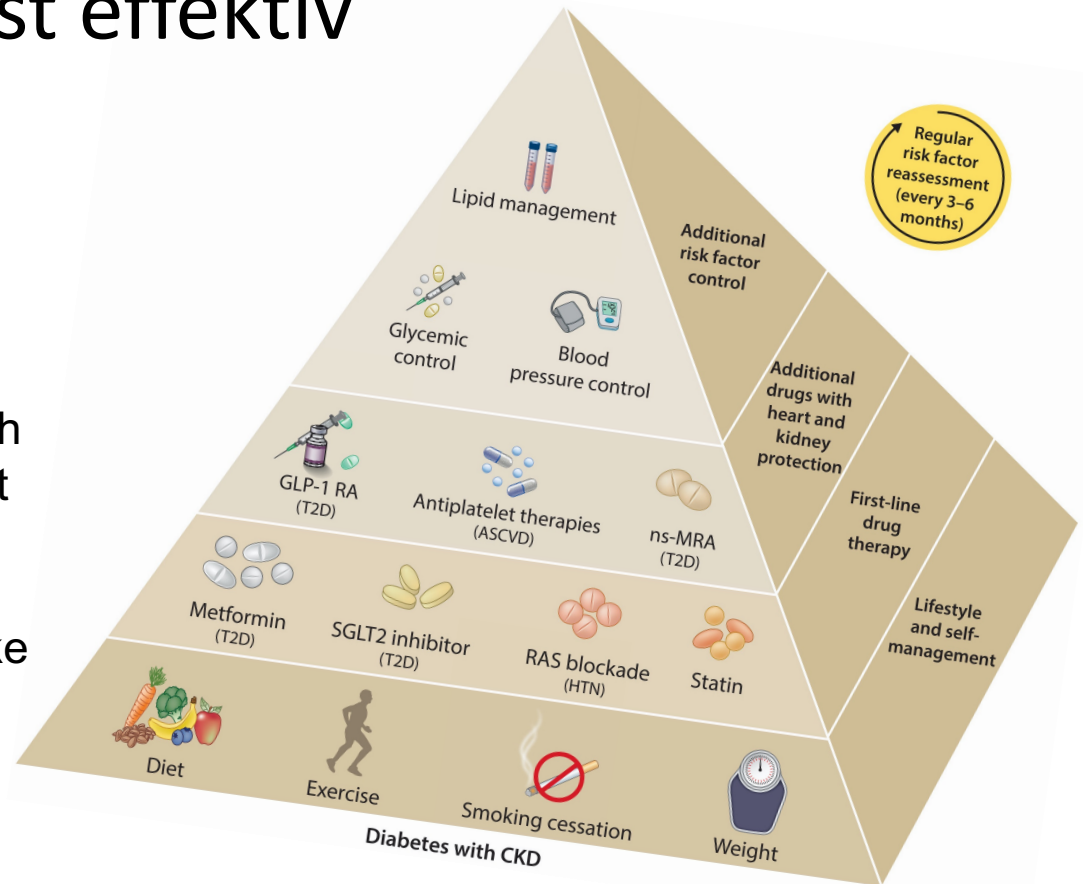 st effektiv
h
t
ke
Regular
risk factor
reassessment
(every 3–6
months)
Lipid management
Glycemic
control
Blood
pressure control
Additional
risk factor
control
GLP-1 RA
(T2D)
Antiplatelet therapies
(ASCVD)
ns-MRA
(T2D)
Additional
drugs with
heart and
kidney
protection
Metformin
(T2D)
SGLT2 inhibitor
(T2D)
RAS blockade
(HTN)
Statin
First-line
drug
therapy
Diet
Exercise
Smoking cessation
Weight
Lifestyle
and self-
management
Diabetes with CKD